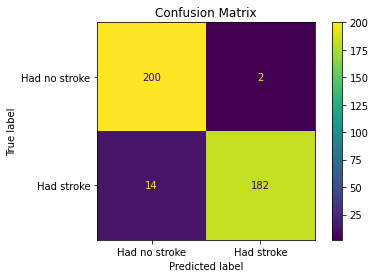 Confusion Matrix
True label
Had no stroke
200
2
Had stroke
14
182
Had no stroke
Had stroke
Predicted label
200
175
150
125
100
75
50
25